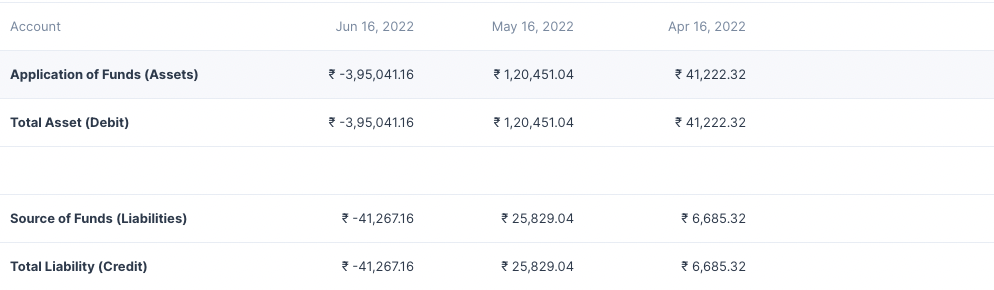 Account Jun 16, 2022 May 16, 2022 Apr 16, 2022
Application of Funds (Assets) ₹ -3,95,041.16 ₹ 1,20,451.04 ₹ 41,222.32
Total Asset (Debit) ₹ -3,95,041.16 ₹ 1,20,451.04 ₹ 41,222.32
Source of Funds (Liabilities) ₹ -41,267.16 ₹ 25,829.04 ₹ 6,685.32
Total Liability (Credit) ₹ -41,267.16 ₹ 25,829.04 ₹ 6,685.32